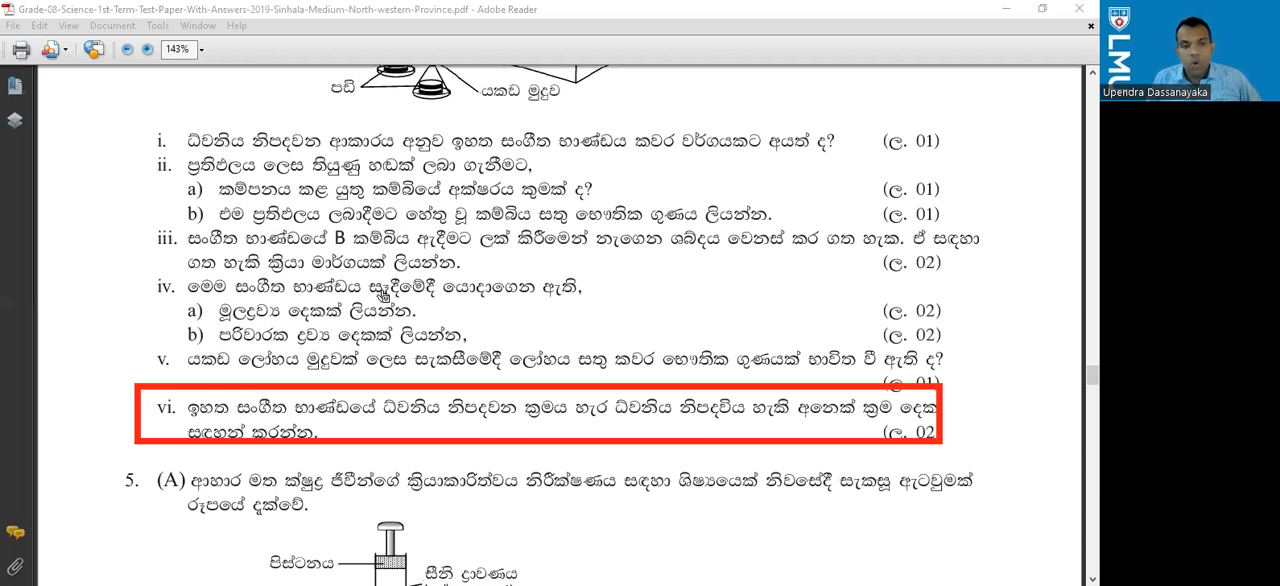 Grade-08-Science-1st-Term-Test-Paper-With-Answers-2019-Sinhala-Medium-North-western-Province.pdf - Adobe Reader
File Edit View Document Tools Window Help
143%
LMU
Upendra Dassanayaka
පඩි
යකඩ මුදුව
i. ධ්වනිය නිපදවන ආකාරය අනුව ඉහත සංගීත භාණ්ඩය කවර වර්ගයකට අයත් ද? (ල. 01)
ii. ප්‍රතිඵලය ලෙස තියුණු හඬක් ලබා ගැනීමට,
a) කම්පනය කළ යුතු කම්බියේ අක්ෂරය කුමක් ද? (ල. 01)
b) එම ප්‍රතිඵලය ලබාදීමට හේතු වූ කම්බිය සතු භෞතික ගුණය ලියන්න. (ල. 01)
iii. සංගීත භාණ්ඩයේ B කම්බිය ඇදීමට ලක් කිරීමෙන් නැගෙන ශබ්දය වෙනස් කර ගත හැක. ඒ සඳහා
ගත හැකි ක්‍රියා මාර්ගයක් ලියන්න. (ල. 02)
iv. මෙම සංගීත භාණ්ඩය සෑදීමේදී යොදාගෙන ඇති,
a) මූලද්‍රව්‍ය දෙකක් ලියන්න. (ල. 02)
b) පරිවාරක ද්‍රව්‍ය දෙකක් ලියන්න, (ල. 02)
v. යකඩ ලෝහය මුදුවක් ලෙස සැකසීමේදී ලෝහය සතු කවර භෞතික ගුණයක් භාවිත වී ඇති ද?
(ල. 01)
vi. ඉහත සංගීත භාණ්ඩයේ ධ්වනිය නිපදවන ක්‍රමය හැර ධ්වනිය නිපදවිය හැකි අනෙක් ක්‍රම දෙක
සඳහන් කරන්න. (ල. 02
5. (A) ආහාර මත ක්ෂුද්‍ර ජීවීන්ගේ ක්‍රියාකාරිත්වය නිරීක්ෂණය සඳහා ශිෂ්‍යයෙක් නිවසේදී සැකසූ ඇටවුමක්
රූපයේ දැක්වේ.
පිස්ටනය
සීනි ද්‍රාවණය